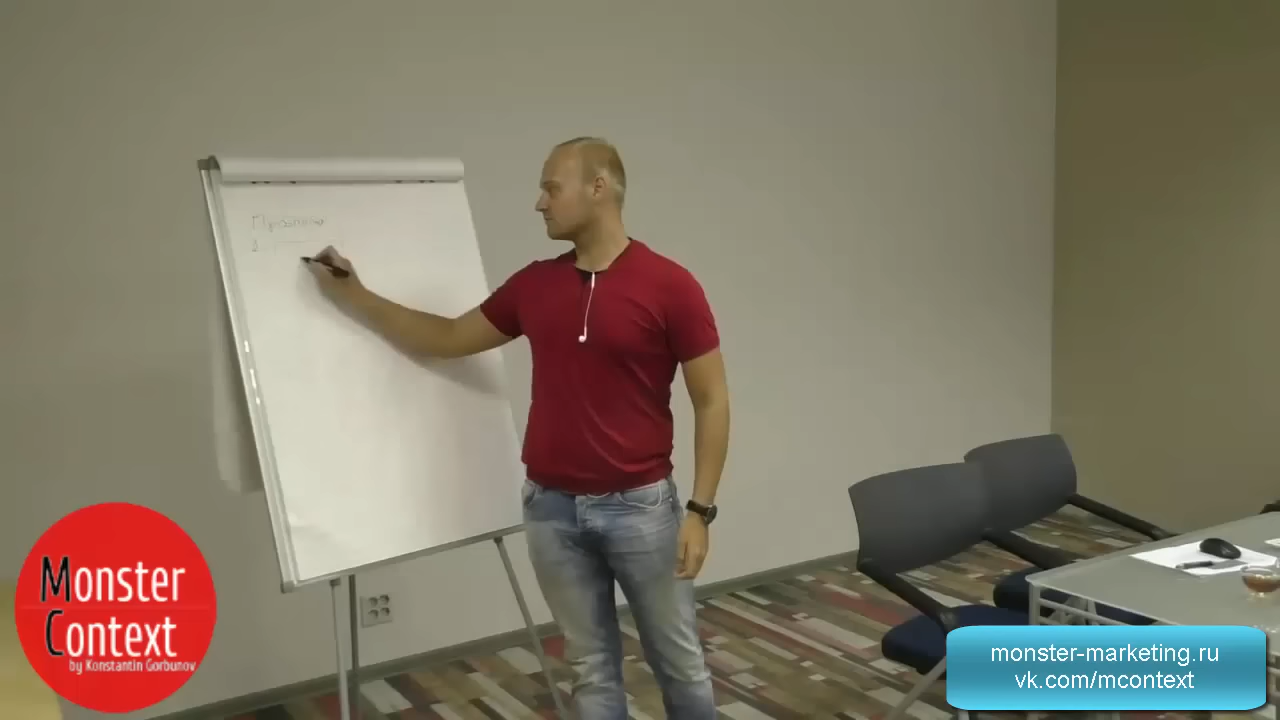 Monster
Context
by Konstantin Gorbunov
monster-marketing.ru
vk.com/mcontext